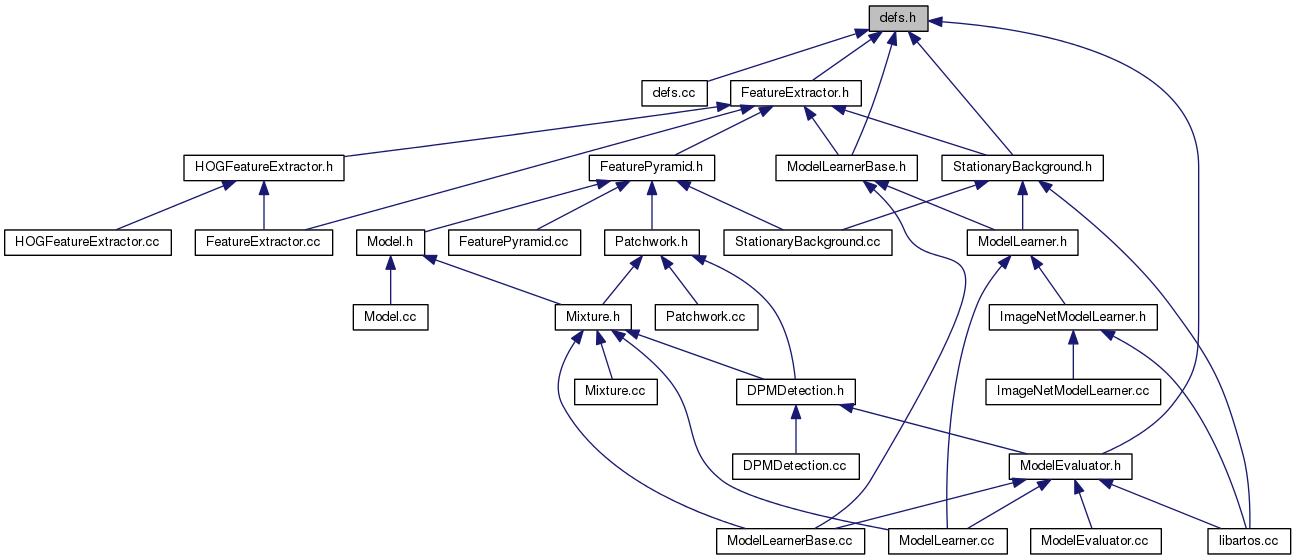 defs.h
defs.cc
FeatureExtractor.h
HOGFeatureExtractor.h
FeaturePyramid.h
ModelLearnerBase.h
StationaryBackground.h
HOGFeatureExtractor.cc
FeatureExtractor.cc
Model.h
FeaturePyramid.cc
Patchwork.h
StationaryBackground.cc
ModelLearner.h
Model.cc
Mixture.h
Patchwork.cc
ImageNetModelLearner.h
Mixture.cc
DPMDetection.h
ImageNetModelLearner.cc
DPMDetection.cc
ModelEvaluator.h
ModelLearnerBase.cc
ModelLearner.cc
ModelEvaluator.cc
libartos.cc